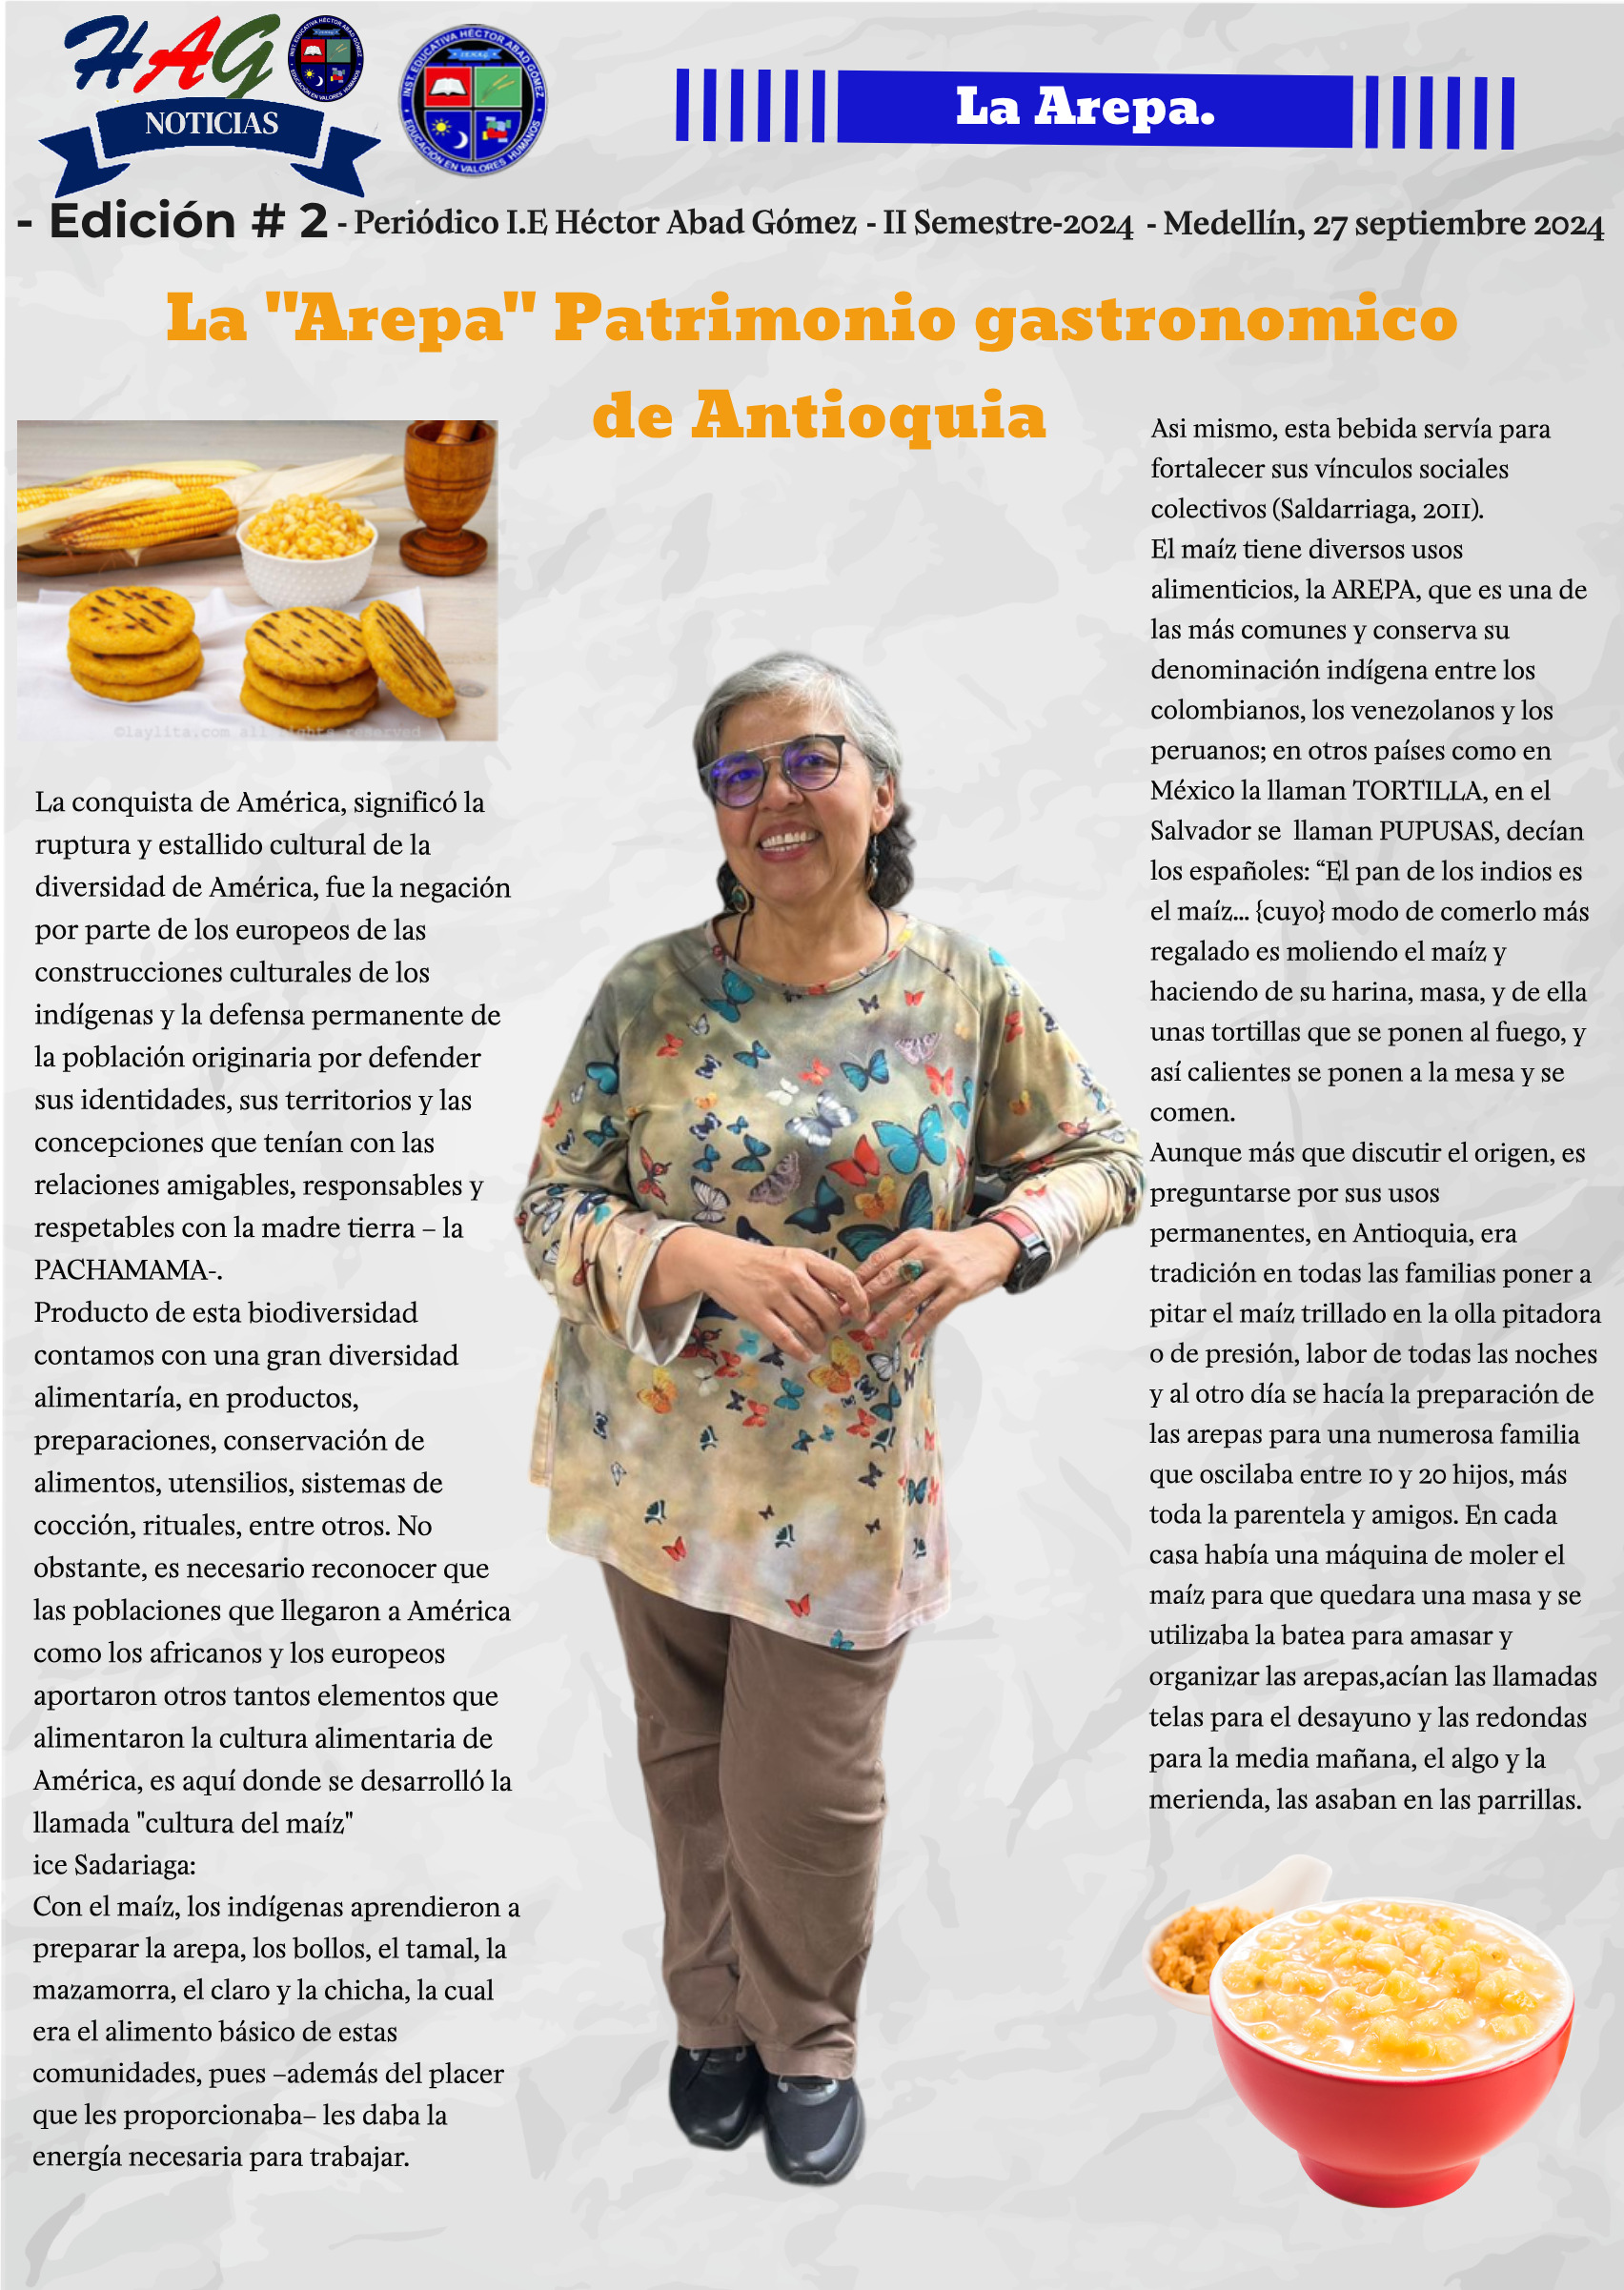 HAG
NOTICIAS
INST. EDUCATIVA HÉCTOR ABAD GÓMEZ
EDUCACIÓN EN VALORES HUMANOS
La Arepa.
- Edición # 2 - Periódico I.E Héctor Abad Gómez - II Semestre-2024 - Medellín, 27 septiembre 2024
La "Arepa" Patrimonio gastronomico
de Antioquia
©laylita.com all rights reserved
La conquista de América, significó la
ruptura y estallido cultural de la
diversidad de América, fue la negación
por parte de los europeos de las
construcciones culturales de los
indígenas y la defensa permanente de
la población originaria por defender
sus identidades, sus territorios y las
concepciones que tenían con las
relaciones amigables, responsables y
respetables con la madre tierra – la
PACHAMAMA-.
Producto de esta biodiversidad
contamos con una gran diversidad
alimentaría, en productos,
preparaciones, conservación de
alimentos, utensilios, sistemas de
cocción, rituales, entre otros. No
obstante, es necesario reconocer que
las poblaciones que llegaron a América
como los africanos y los europeos
aportaron otros tantos elementos que
alimentaron la cultura alimentaria de
América, es aquí donde se desarrolló la
llamada "cultura del maíz"
ice Sadariaga:
Con el maíz, los indígenas aprendieron a
preparar la arepa, los bollos, el tamal, la
mazamorra, el claro y la chicha, la cual
era el alimento básico de estas
comunidades, pues –además del placer
que les proporcionaba– les daba la
energía necesaria para trabajar.
Asi mismo, esta bebida servía para
fortalecer sus vínculos sociales
colectivos (Saldarriaga, 2011).
El maíz tiene diversos usos
alimenticios, la AREPA, que es una de
las más comunes y conserva su
denominación indígena entre los
colombianos, los venezolanos y los
peruanos; en otros países como en
México la llaman TORTILLA, en el
Salvador se  llaman PUPUSAS, decían
los españoles: “El pan de los indios es
el maíz... {cuyo} modo de comerlo más
regalado es moliendo el maíz y
haciendo de su harina, masa, y de ella
unas tortillas que se ponen al fuego, y
así calientes se ponen a la mesa y se
comen.
Aunque más que discutir el origen, es
preguntarse por sus usos
permanentes, en Antioquia, era
tradición en todas las familias poner a
pitar el maíz trillado en la olla pitadora
o de presión, labor de todas las noches
y al otro día se hacía la preparación de
las arepas para una numerosa familia
que oscilaba entre 10 y 20 hijos, más
toda la parentela y amigos. En cada
casa había una máquina de moler el
maíz para que quedara una masa y se
utilizaba la batea para amasar y
organizar las arepas,acían las llamadas
telas para el desayuno y las redondas
para la media mañana, el algo y la
merienda, las asaban en las parrillas.